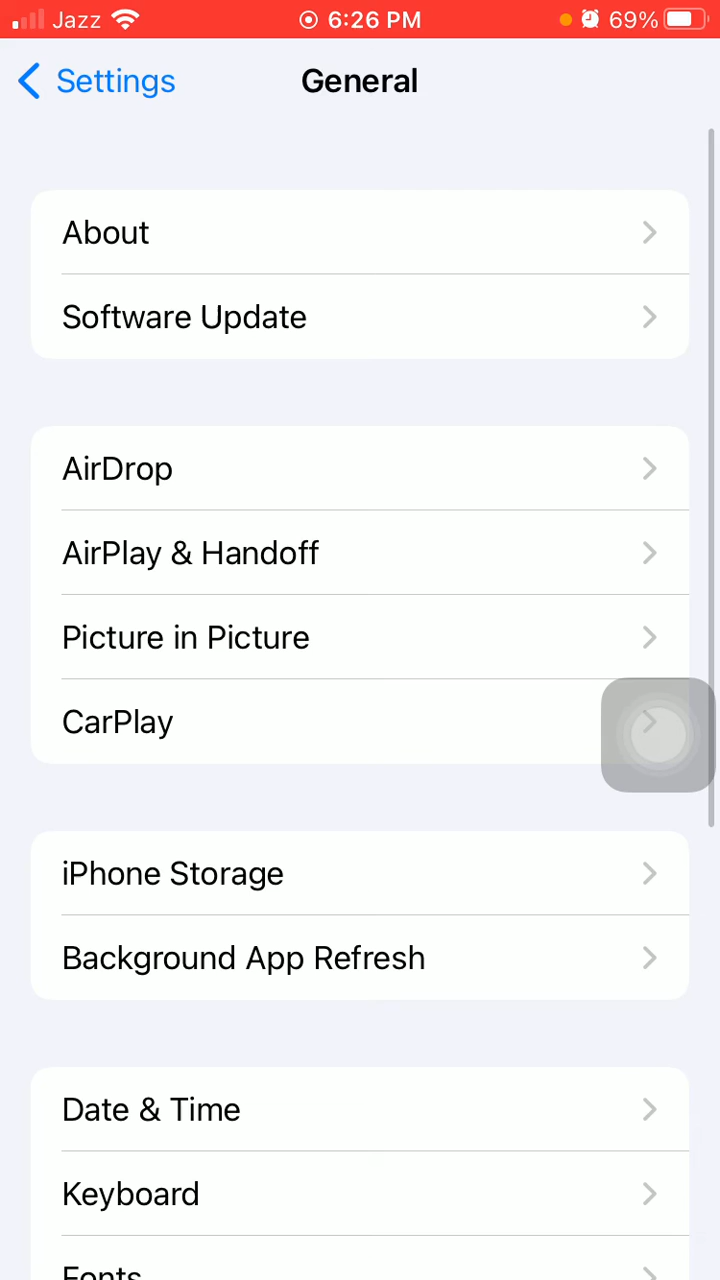 Jazz 6:26 PM 69%
Settings General
About
Software Update
AirDrop
AirPlay & Handoff
Picture in Picture
CarPlay
iPhone Storage
Background App Refresh
Date & Time
Keyboard
Fonts